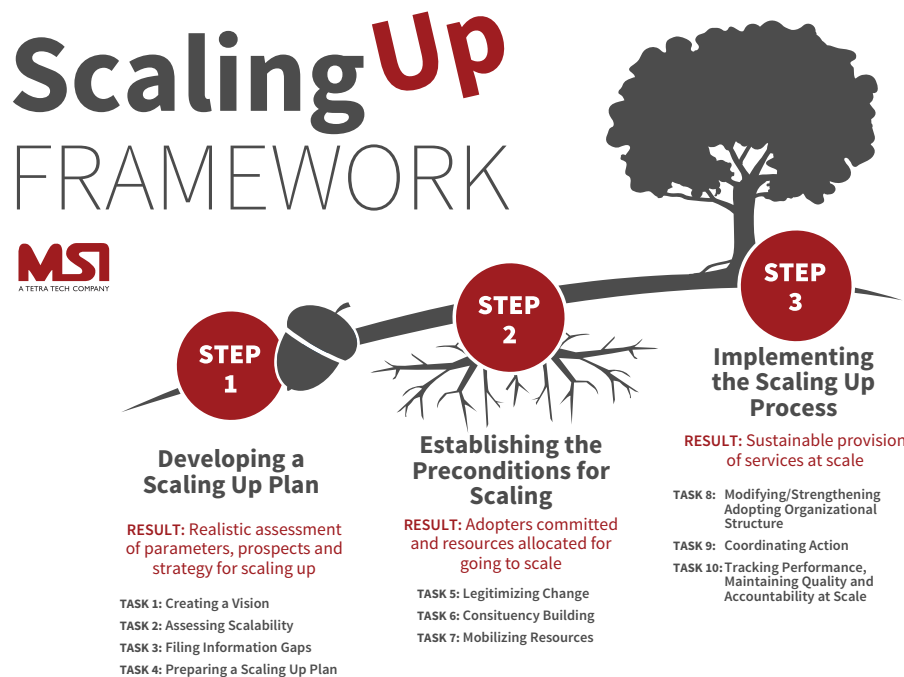 Scaling Up
FRAMEWORK
MSI
A TETRA TECH COMPANY
STEP
1
Developing a
Scaling Up Plan
RESULT: Realistic assessment
of parameters, prospects and
strategy for scaling up
TASK 1: Creating a Vision
TASK 2: Assessing Scalability
TASK 3: Filing Information Gaps
TASK 4: Preparing a Scaling Up Plan
STEP
2
Establishing the
Preconditions for
Scaling
RESULT: Adopters committed
and resources allocated for
going to scale
TASK 5: Legitimizing Change
TASK 6: Consituency Building
TASK 7: Mobilizing Resources
STEP
3
Implementing
the Scaling Up
Process
RESULT: Sustainable provision
of services at scale
TASK 8: Modifying/Strengthening
Adopting Organizational
Structure
TASK 9: Coordinating Action
TASK 10: Tracking Performance,
Maintaining Quality and
Accountability at Scale